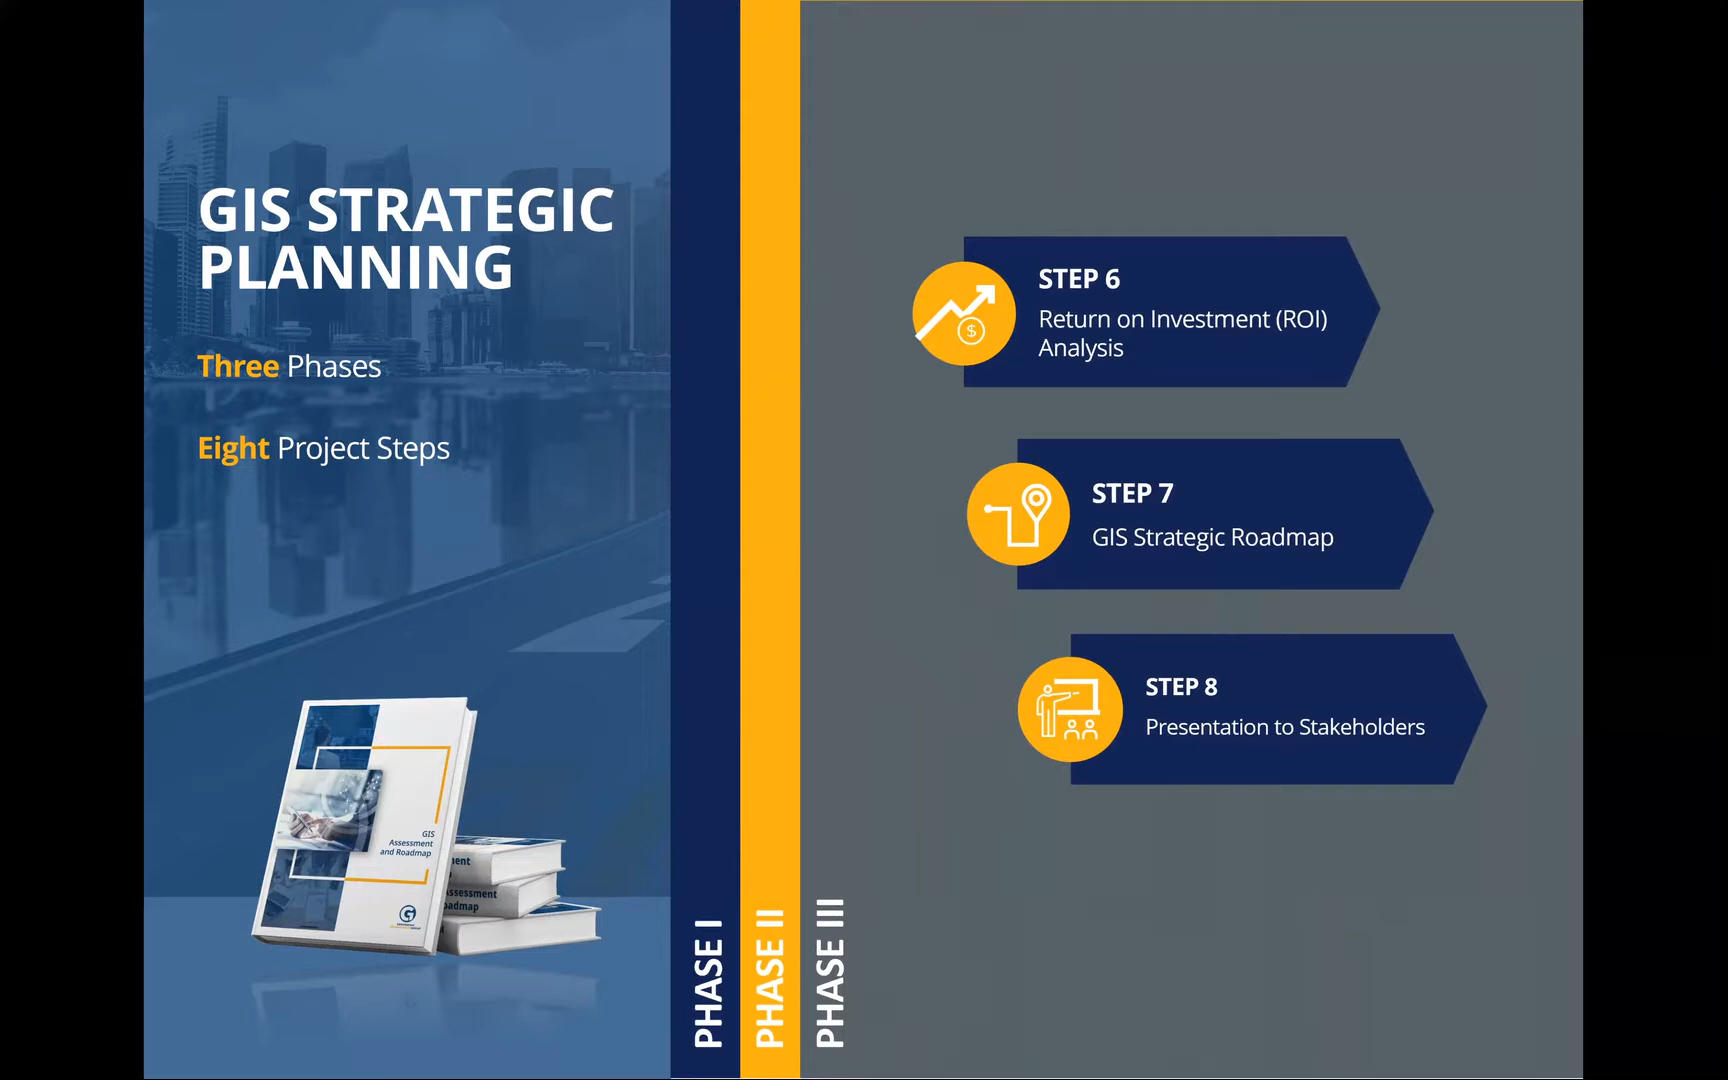 GIS STRATEGIC
PLANNING
Three Phases
Eight Project Steps
GIS
Assessment
and Roadmap
PHASE I
PHASE II
PHASE III
STEP 6
Return on Investment (ROI)
Analysis
STEP 7
GIS Strategic Roadmap
STEP 8
Presentation to Stakeholders